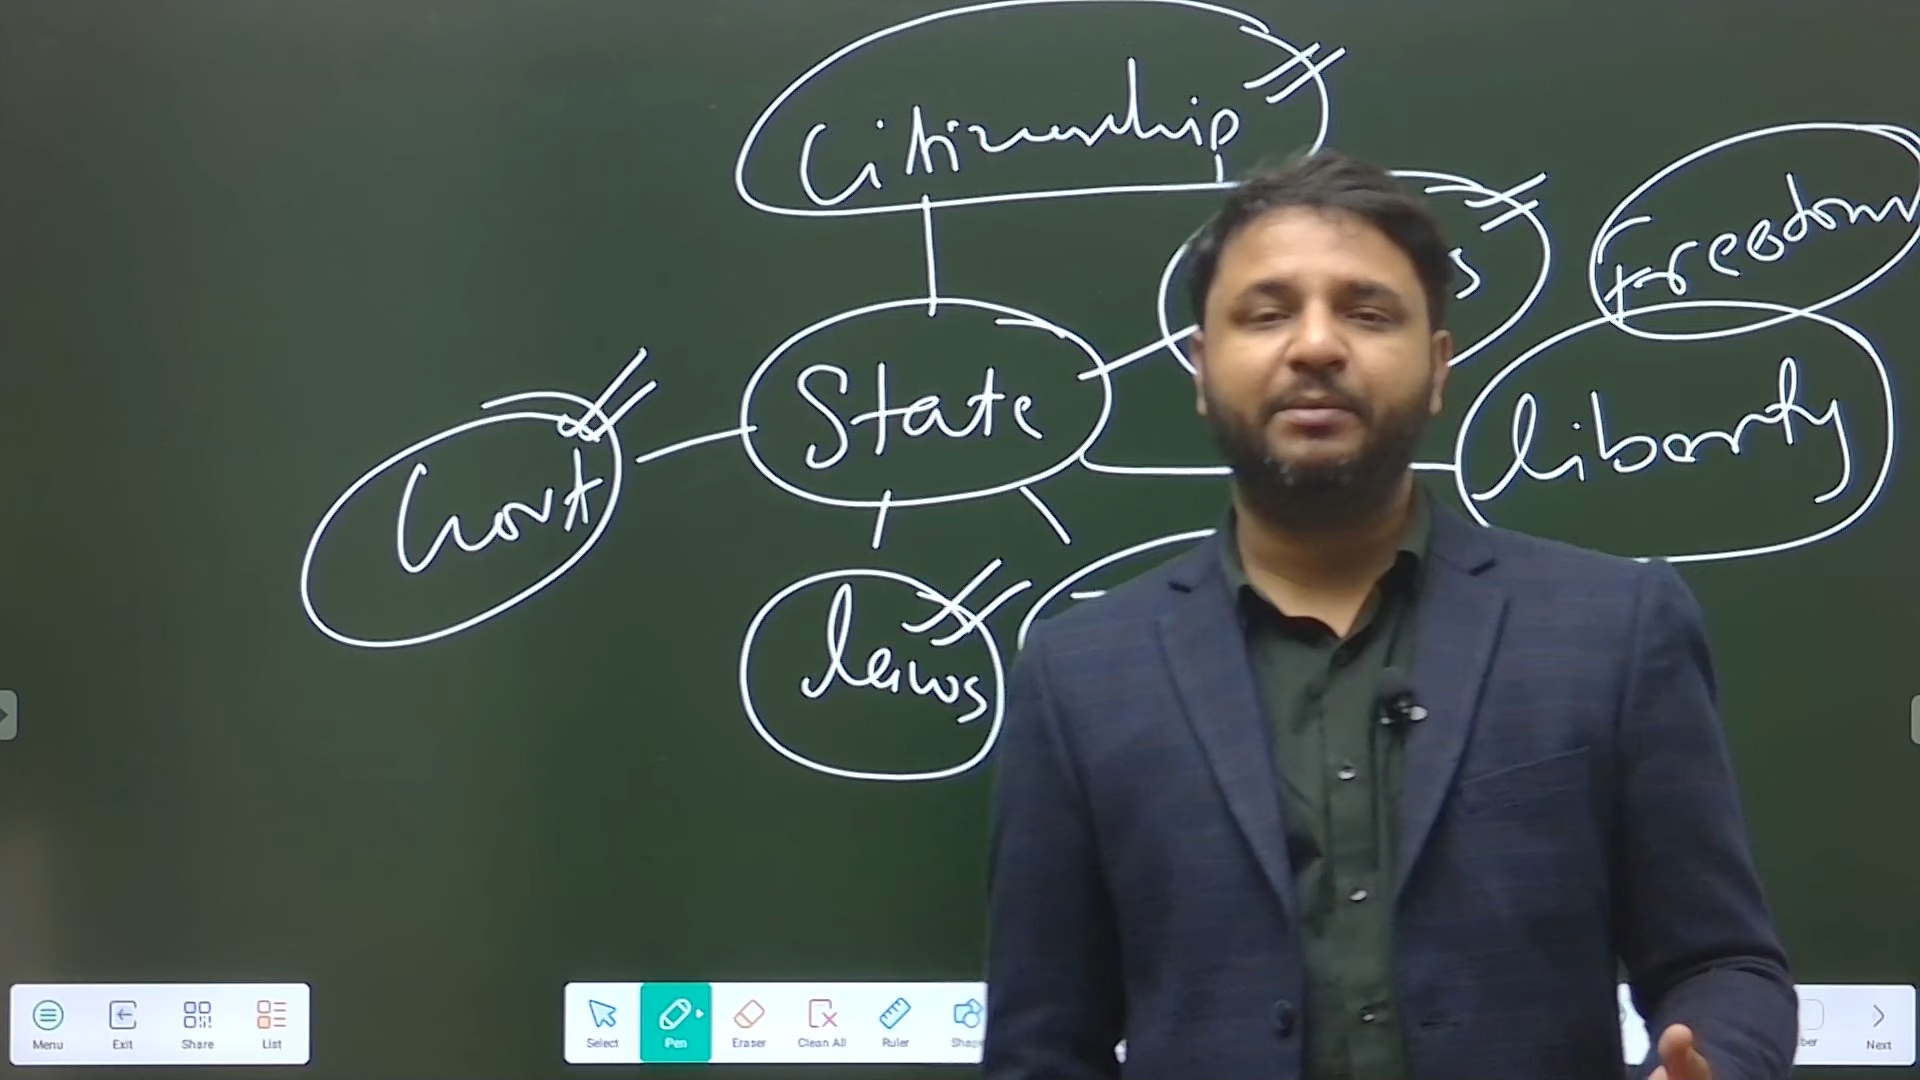 Citizenship
Freedom
State
liberty
Govt
laws
Menu
Exit
Share
List
Select
Pen
Eraser
Clean All
Ruler
Next